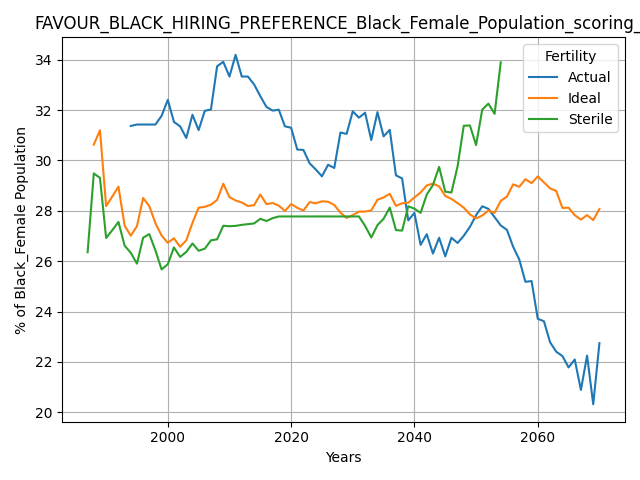 FAVOUR_BLACK_HIRING_PREFERENCE_Black_Female_Population_scoring_
Fertility
Actual
Ideal
Sterile
34
32
30
28
26
24
22
20
% of Black_Female Population
2000
2020
2040
2060
Years